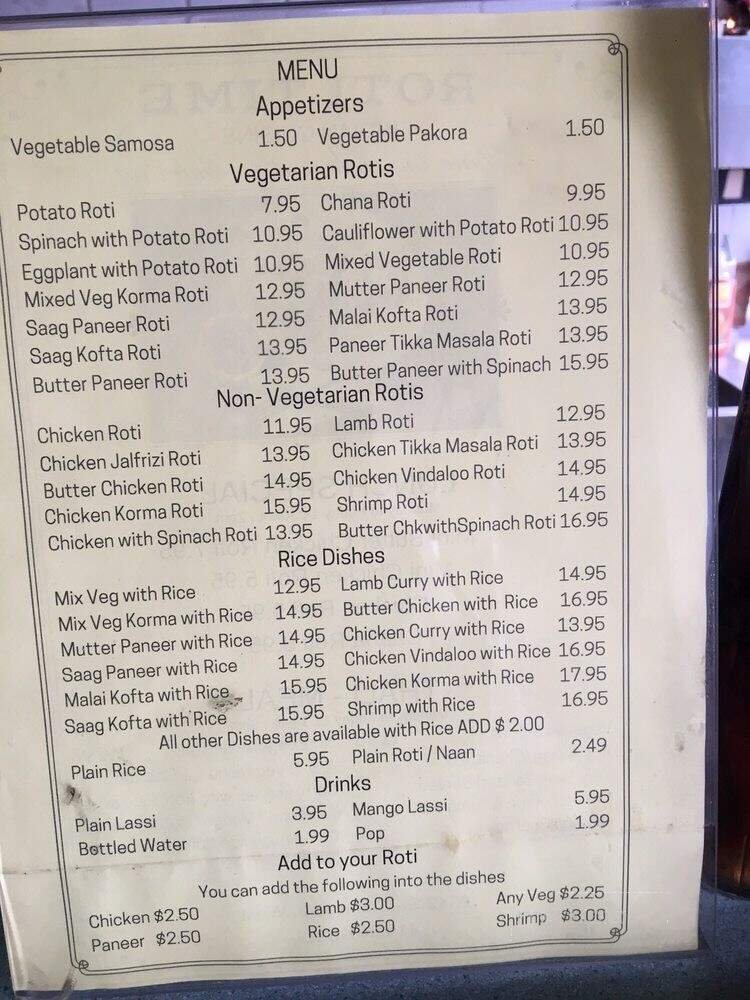 MENU
Appetizers
Vegetable Samosa 1.50 Vegetable Pakora 1.50
Vegetarian Rotis
Potato Roti 7.95 Chana Roti 9.95
Spinach with Potato Roti 10.95 Cauliflower with Potato Roti 10.95
Eggplant with Potato Roti 10.95 Mixed Vegetable Roti 10.95
Mixed Veg Korma Roti 12.95 Mutter Paneer Roti 12.95
Saag Paneer Roti 12.95 Malai Kofta Roti 13.95
Saag Kofta Roti 13.95 Paneer Tikka Masala Roti 13.95
Butter Paneer Roti 13.95 Butter Paneer with Spinach 15.95
Non- Vegetarian Rotis
Chicken Roti 11.95 Lamb Roti 12.95
Chicken Jalfrizi Roti 13.95 Chicken Tikka Masala Roti 13.95
Butter Chicken Roti 14.95 Chicken Vindaloo Roti 14.95
Chicken Korma Roti 15.95 Shrimp Roti 14.95
Chicken with Spinach Roti 13.95 Butter ChkwithSpinach Roti 16.95
Rice Dishes
Mix Veg with Rice 12.95 Lamb Curry with Rice 14.95
Mix Veg Korma with Rice 14.95 Butter Chicken with Rice 16.95
Mutter Paneer with Rice 14.95 Chicken Curry with Rice 13.95
Saag Paneer with Rice 14.95 Chicken Vindaloo with Rice 16.95
Malai Kofta with Rice 15.95 Chicken Korma with Rice 17.95
Saag Kofta with Rice 15.95 Shrimp with Rice 16.95
All other Dishes are available with Rice ADD $ 2.00
Plain Rice 5.95 Plain Roti / Naan 2.49
Drinks
Plain Lassi 3.95 Mango Lassi 5.95
Bottled Water 1.99 Pop 1.99
Add to your Roti
You can add the following into the dishes
Chicken $2.50 Lamb $3.00 Any Veg $2.25
Paneer $2.50 Rice $2.50 Shrimp $3.00